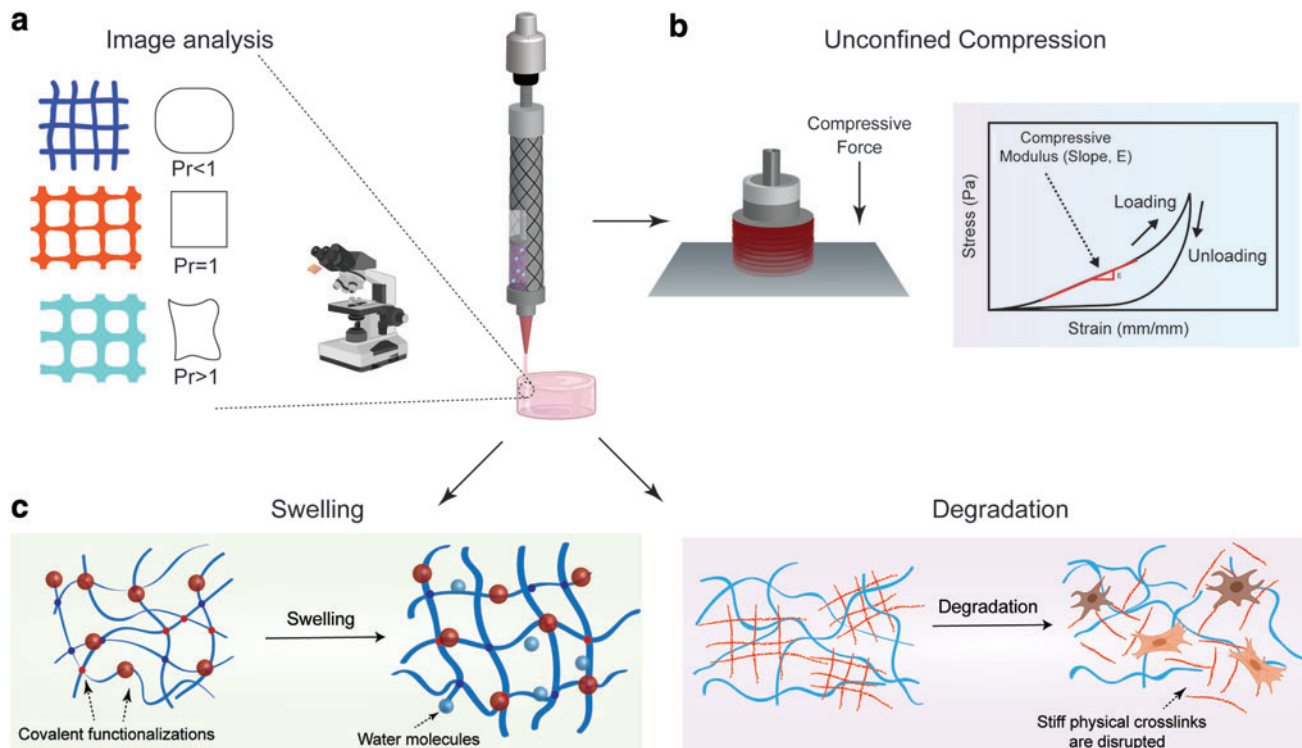 a
Image analysis
Pr<1
Pr=1
Pr>1
b
Unconfined Compression
Compressive
Force
Compressive
Modulus (Slope, E)
Loading
Unloading
E
Stress (Pa)
Strain (mm/mm)
c
Swelling
Swelling
Covalent functionalizations
Water molecules
Degradation
Degradation
Stiff physical crosslinks
are disrupted